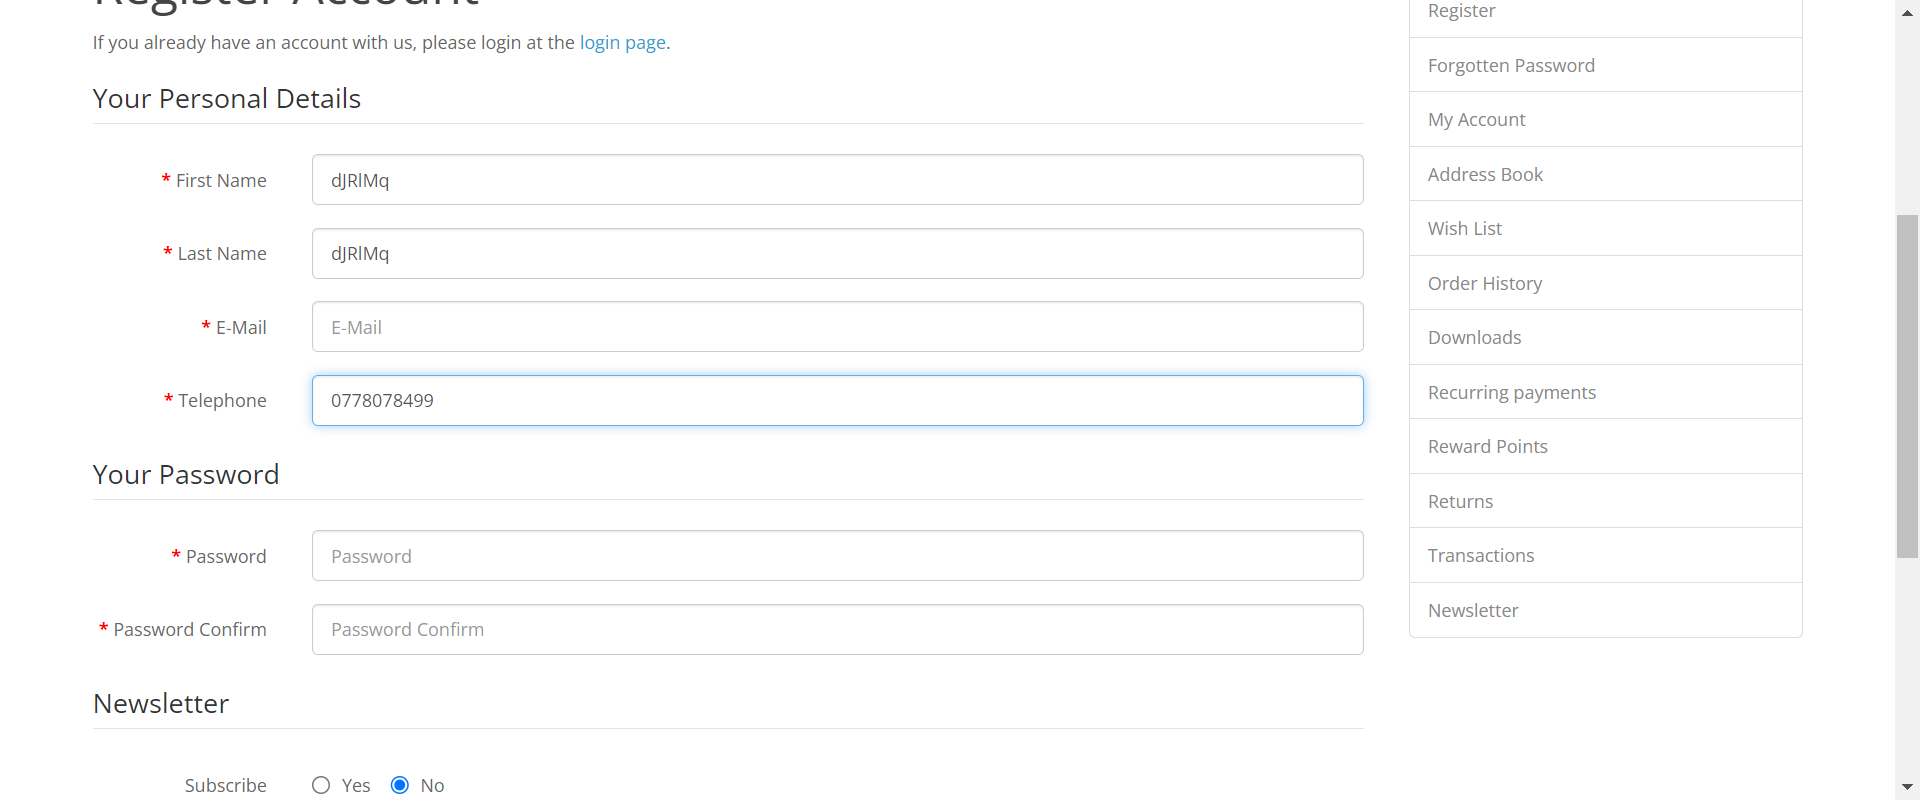 Register Account
If you already have an account with us, please login at the login page.
Your Personal Details
* First Name
dJRlMq
* Last Name
dJRlMq
* E-Mail
E-Mail
* Telephone
0778078499
Your Password
* Password
Password
* Password Confirm
Password Confirm
Newsletter
Subscribe
Yes
No
Register
Forgotten Password
My Account
Address Book
Wish List
Order History
Downloads
Recurring payments
Reward Points
Returns
Transactions
Newsletter